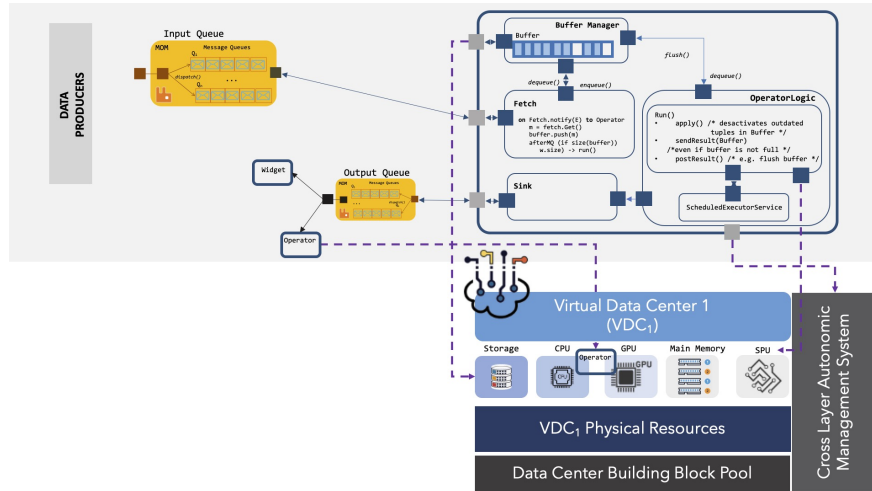 DATA
PRODUCERS
Input Queue
MOM
Message Queues
dispatch()
...
Buffer Manager
Buffer
flush()
dequeue()
dequeue()
enqueue()
Fetch
on Fetch.notify(E) to Operator
m = fetch.Get()
buffer.push(m)
afterMQ (if size(buffer))
w.size) -> run()
OperatorLogic
Run()
• apply() /* desactivates outdated
tuples in Buffer */
• sendResult(Buffer)
/*even if buffer is not full */
• postResult() /* e.g. flush buffer */
ScheduledExecutorService
Sink
Output Queue
MOM
Message Queues
dispatch()
...
Widget
Operator
Virtual Data Center 1
(VDC1)
Storage
CPU
GPU
Main Memory
SPU
Operator
CPU
GPU
VDC1 Physical Resources
Data Center Building Block Pool
Cross Layer Autonomic
Management System